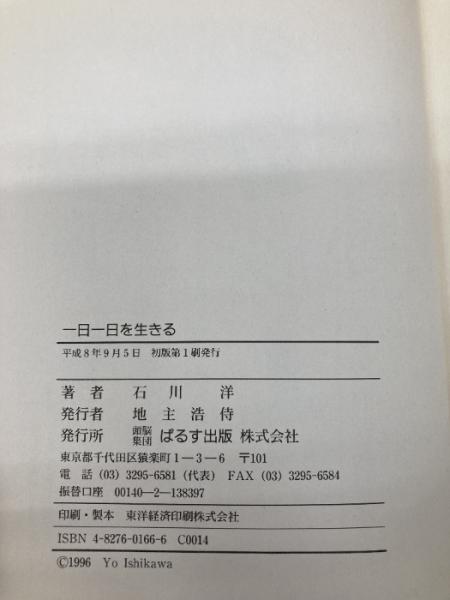 一日一日を生きる
平成8年9月5日 初版第1刷発行
著者 石川 洋
発行者 地主浩侍
発行所 頭脳集団 ぱるす出版 株式会社
東京都千代田区猿楽町1―3―6 〒101
電話 (03) 3295-6581 (代表) FAX (03) 3295-6584
振替口座 00140―2―138397
印刷・製本 東洋経済印刷株式会社
ISBN 4-8276-0166-6 C0014
©1996 Yo Ishikawa